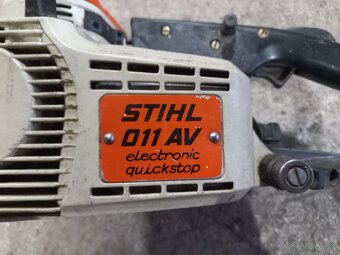 STIHL
011 AV
electronic
quickstop